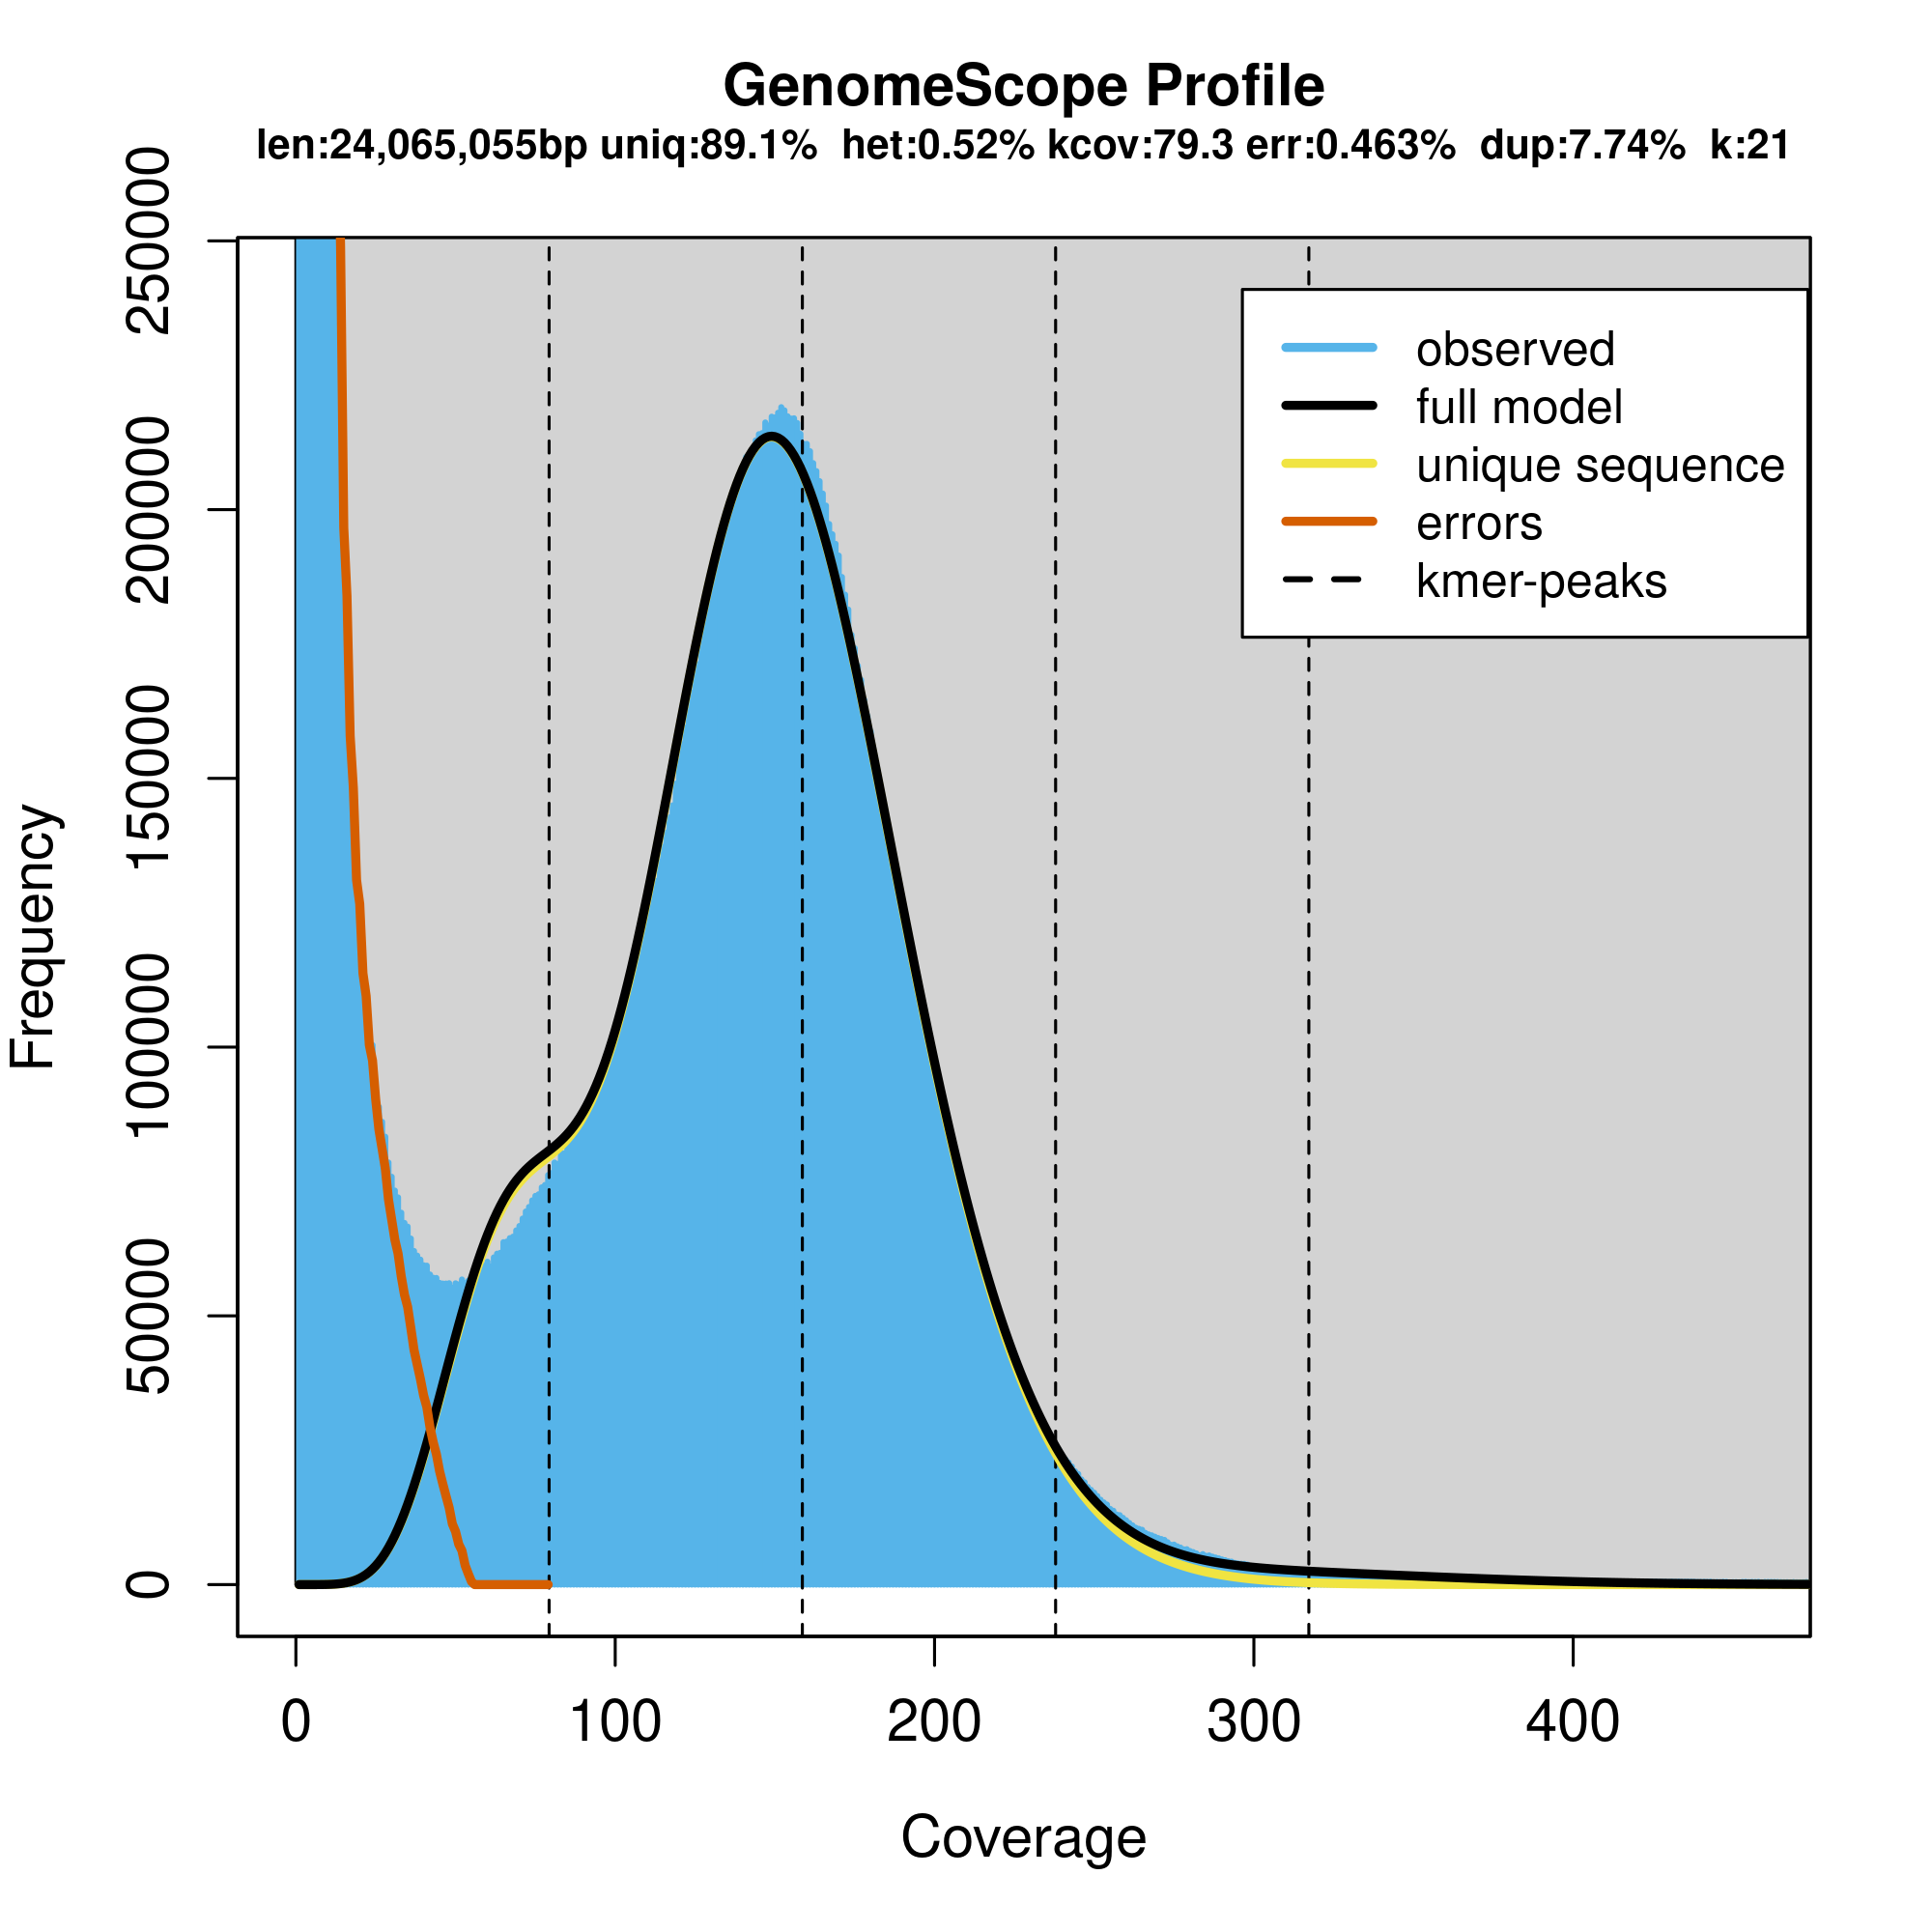 GenomeScope Profile
len:24,065,055bp uniq:89.1% het:0.52% kcov:79.3 err:0.463% dup:7.74% k:21
observed
full model
unique sequence
errors
kmer-peaks
Frequency
250000
200000
150000
100000
50000
0
0 100 200 300 400
Coverage